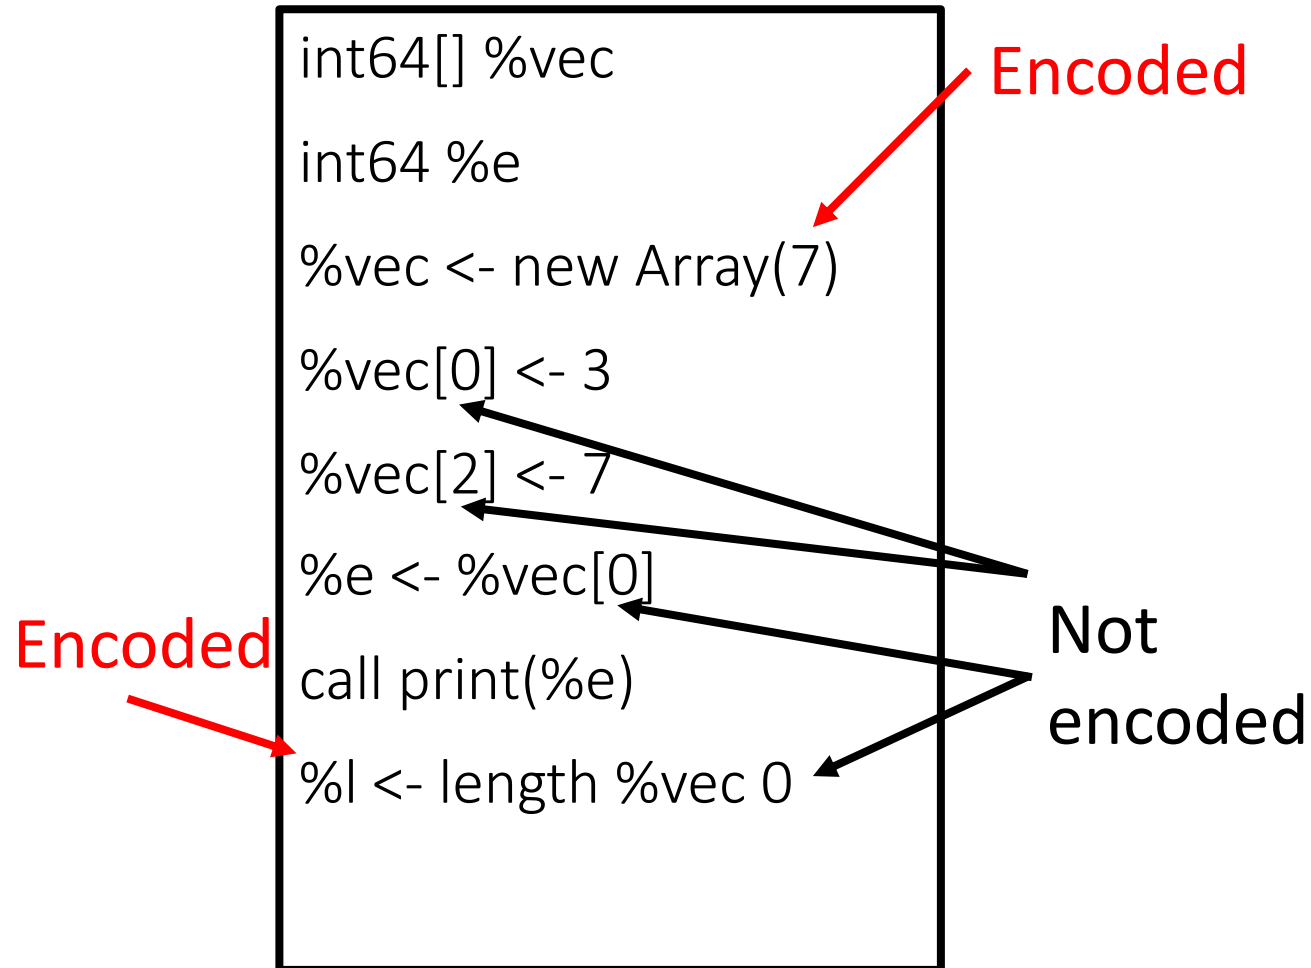 int64[] %vec
Encoded
int64 %e
%vec <- new Array(7)
%vec[0] <- 3
%vec[2] <- 7
%e <- %vec[0]
Not
encoded
Encoded
call print(%e)
%l <- length %vec 0